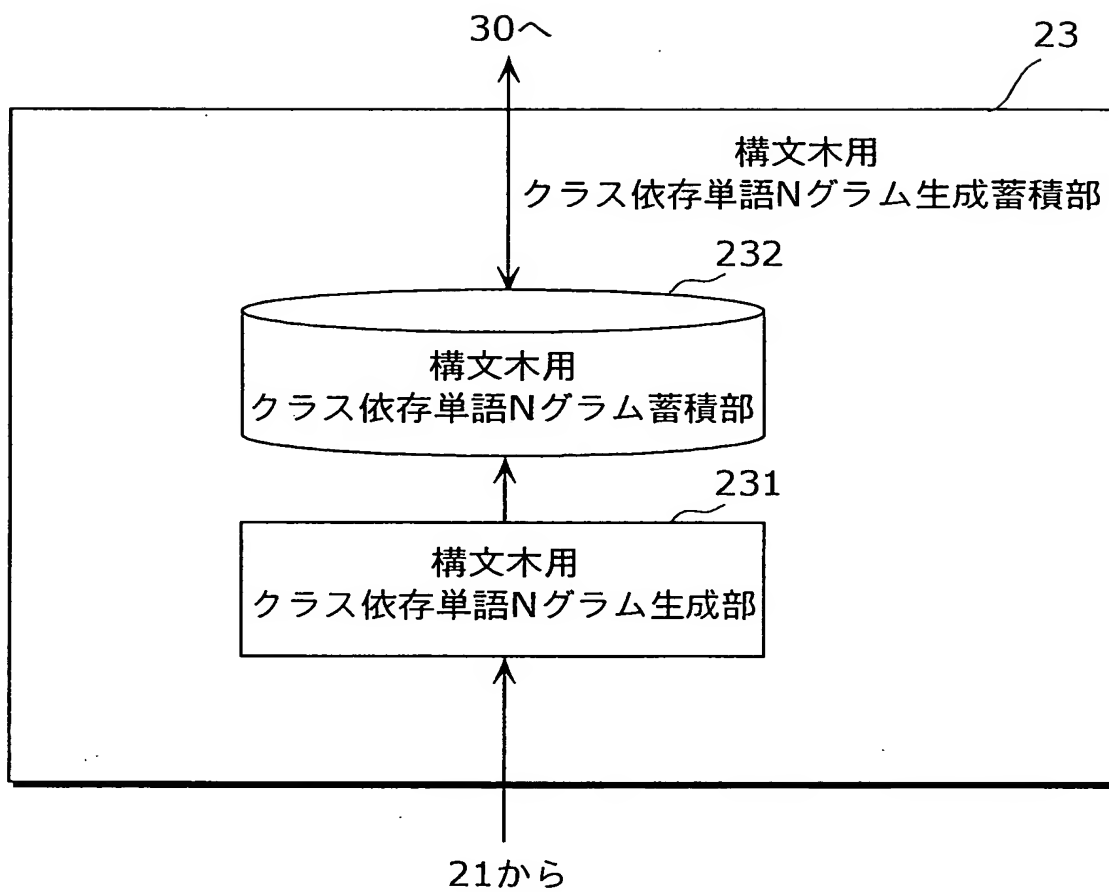 30へ
23
構文木用
クラス依存単語Nグラム生成蓄積部
232
構文木用
クラス依存単語Nグラム蓄積部
231
構文木用
クラス依存単語Nグラム生成部
21から